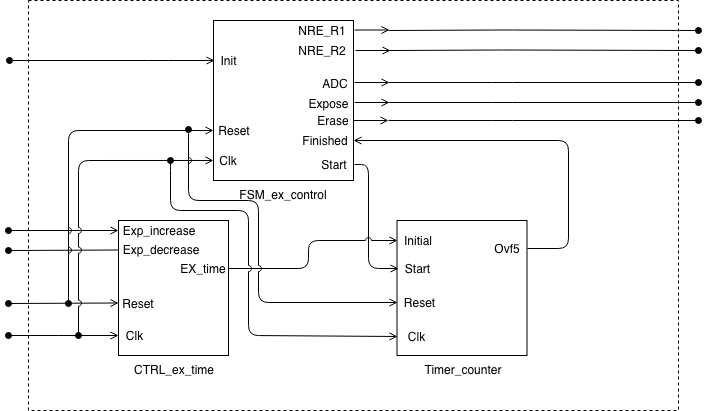 NRE_R1
NRE_R2
Init
ADC
Expose
Erase
Reset
Finished
Clk
Start
FSM_ex_control
Exp_increase
Exp_decrease
EX_time
Reset
Clk
CTRL_ex_time
Initial
Ovf5
Start
Reset
Clk
Timer_counter